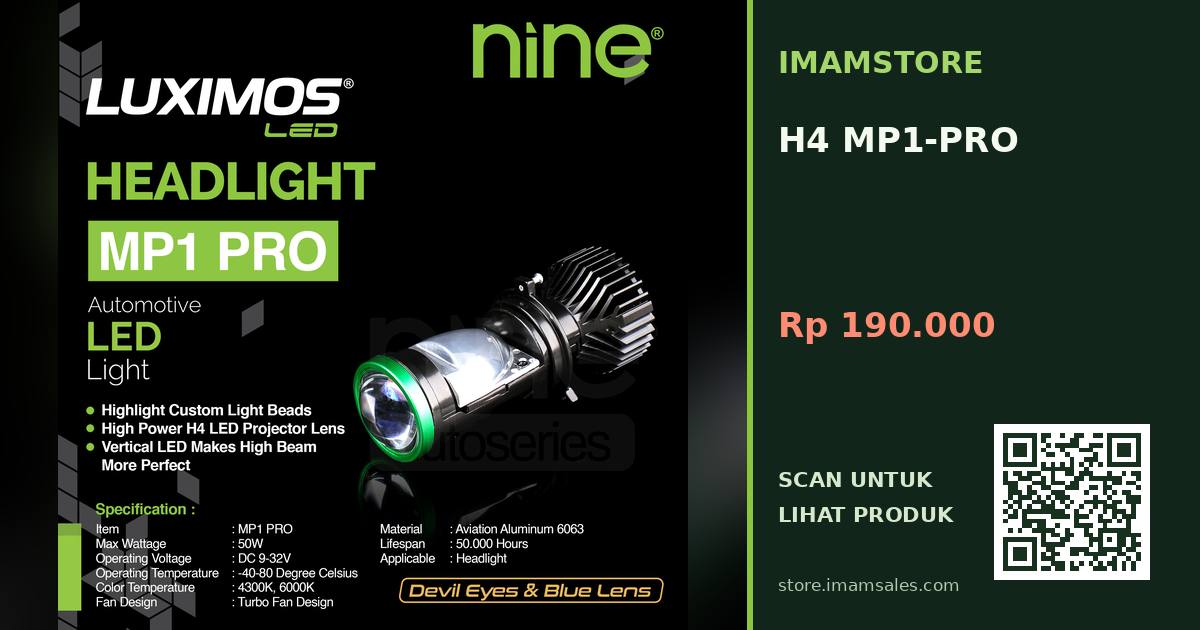 nine®
LUXIMOS®
LED
HEADLIGHT
MP1 PRO
Automotive
LED
Light
Highlight Custom Light Beads
High Power H4 LED Projector Lens
Vertical LED Makes High Beam
More Perfect
nine
autoseries
Specification :
Item : MP1 PRO
Max Wattage : 50W
Operating Voltage : DC 9-32V
Operating Temperature : -40-80 Degree Celsius
Color Temperature : 4300K, 6000K
Fan Design : Turbo Fan Design
Material : Aviation Aluminum 6063
Lifespan : 50.000 Hours
Applicable : Headlight
Devil Eyes & Blue Lens
IMAMSTORE
H4 MP1-PRO
Rp 190.000
SCAN UNTUK
LIHAT PRODUK
store.imamsales.com